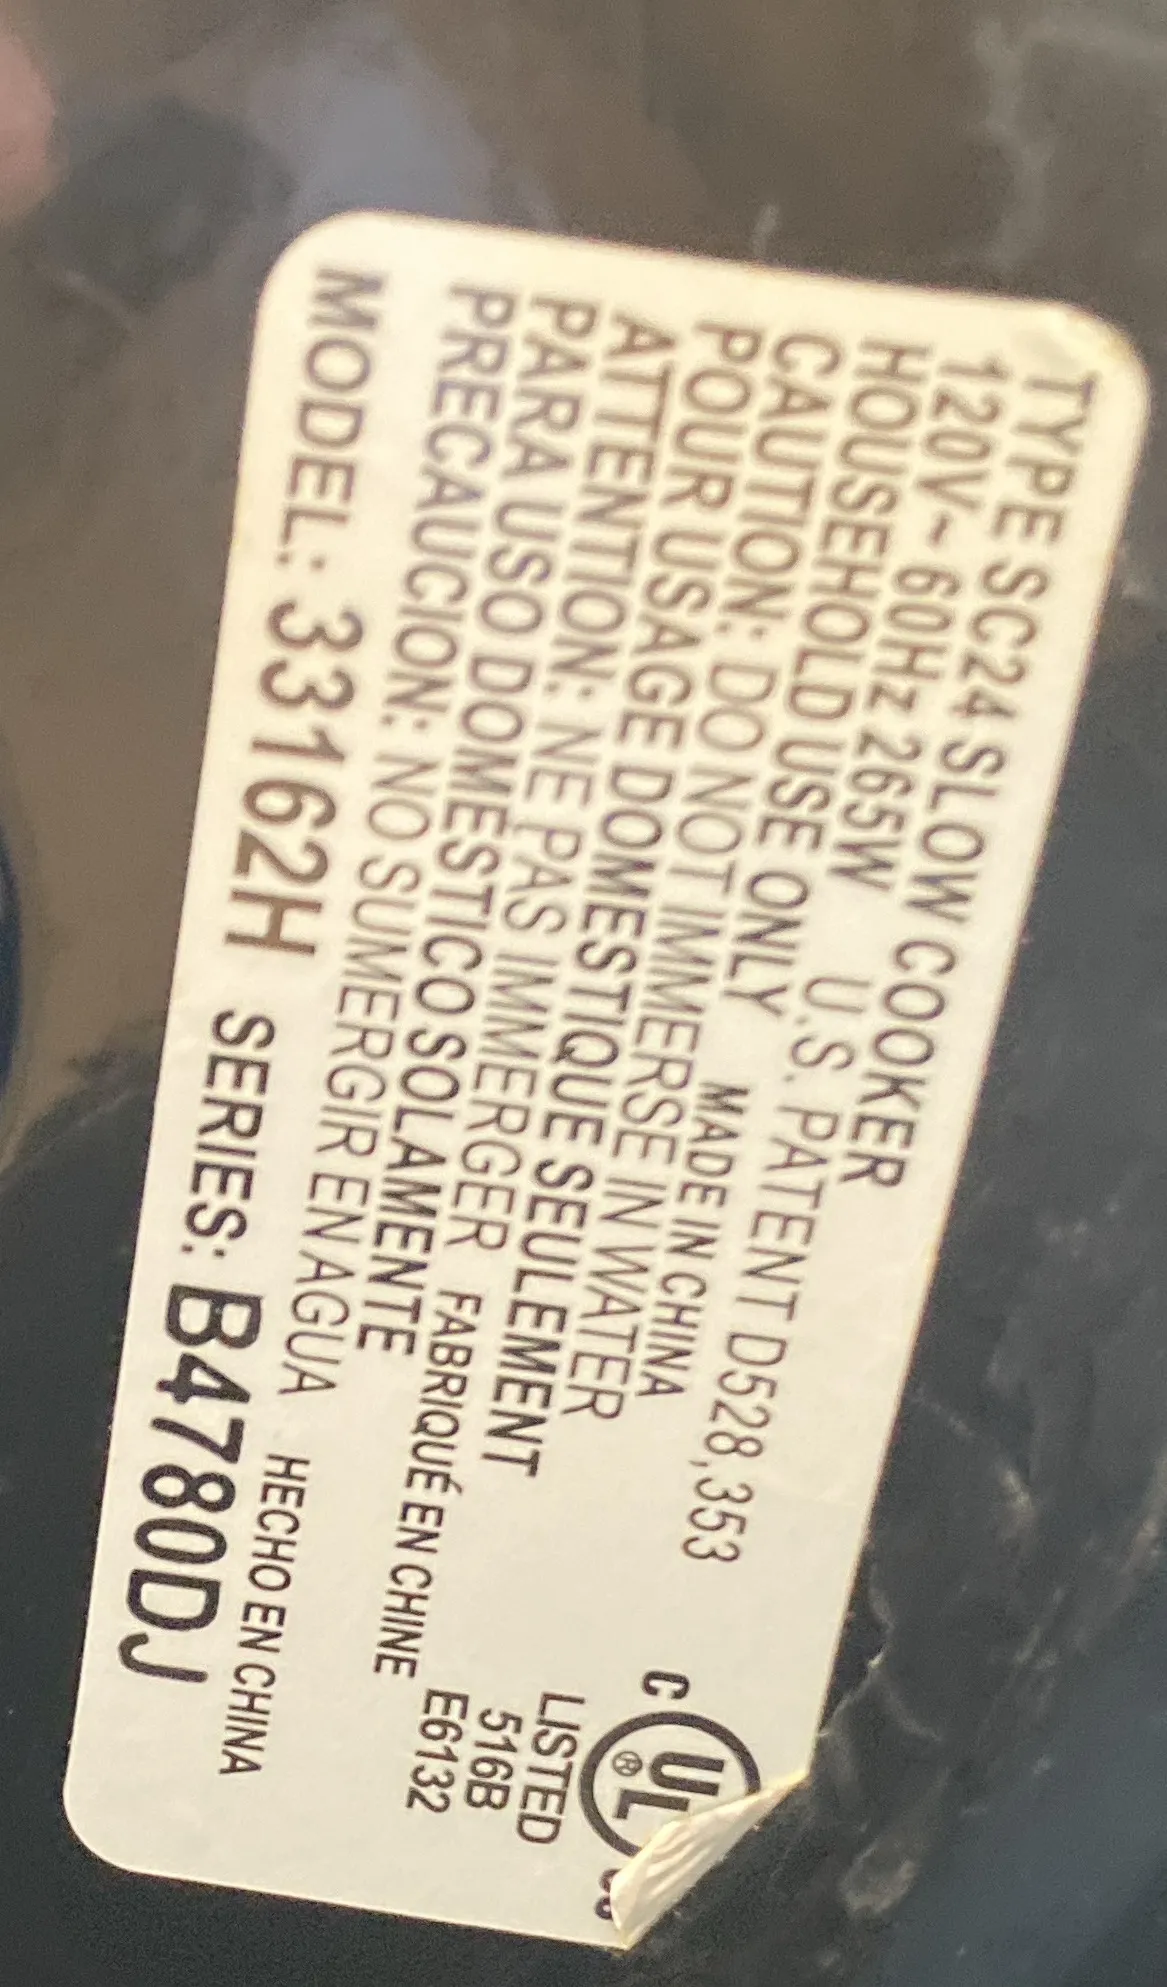 TYPE SC24 SLOW COOKER
120V~ 60Hz 265W U.S. PATENT D528,353
HOUSEHOLD USE ONLY
CAUTION: DO NOT IMMERSE IN WATER MADE IN CHINA
POUR USAGE DOMESTIQUE SEULEMENT
ATTENTION: NE PAS IMMERGER FABRIQUÉ EN CHINE
PARA USO DOMESTICO SOLAMENTE
PRECAUCION: NO SUMERGIR EN AGUA HECHO EN CHINA
MODEL: 33162H SERIES: B4780DJ
C UL ®
LISTED
516B
E6132